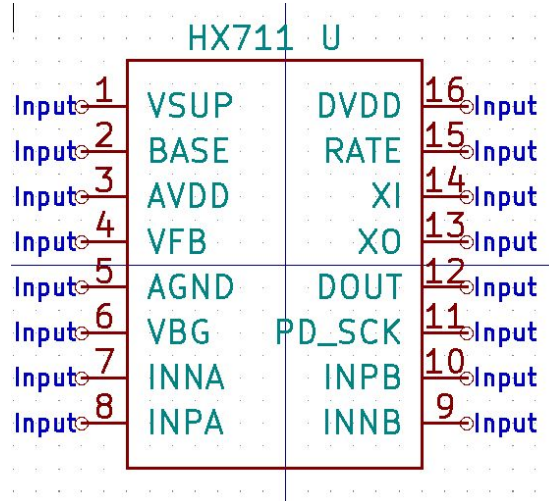 HX711 U
Input 1 VSUP DVDD 16 Input
Input 2 BASE RATE 15 Input
Input 3 AVDD XI 14 Input
Input 4 VFB XO 13 Input
Input 5 AGND DOUT 12 Input
Input 6 VBG PD_SCK 11 Input
Input 7 INNA INPB 10 Input
Input 8 INPA INNB 9 Input